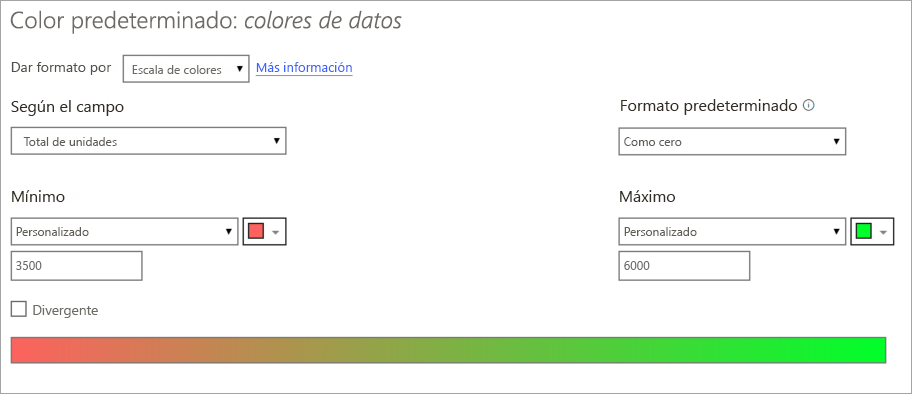 Color predeterminado: colores de datos
Dar formato por Escala de colores Más información
Según el campo Formato predeterminado
Total de unidades Como cero
Mínimo Máximo
Personalizado Personalizado
3500 6000
Divergente